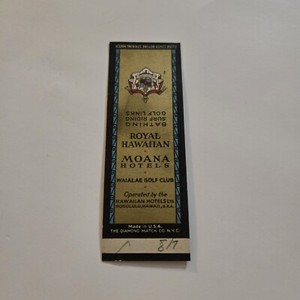 BATHING
SURF RIDING
GOLF LINKS
ROYAL
HAWAIIAN
MOANA
HOTELS
WAIALAE GOLF CLUB
Operated by the
HAWAIIAN HOTELS LTD.
HONOLULU, HAWAII, U.S.A.
Made in U.S.A.
THE DIAMOND MATCH CO. N.Y.C.